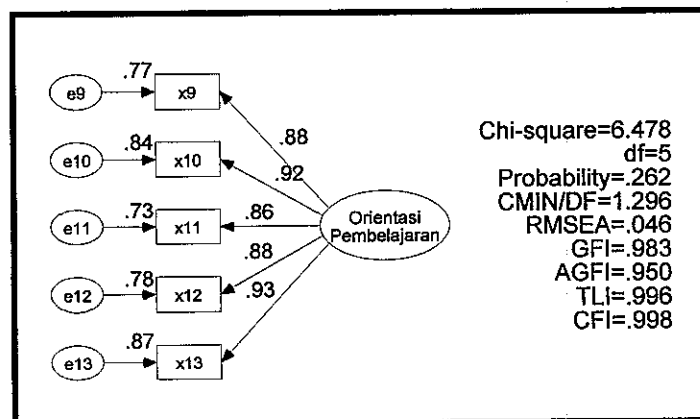 .77
e9
x9
.88
.84
e10
x10
.92
.73
e11
x11
.86
Orientasi
Pembelajaran
.78
e12
x12
.88
.87
e13
x13
.93
Chi-square=6.478
df=5
Probability=.262
CMIN/DF=1.296
RMSEA=.046
GFI=.983
AGFI=.950
TLI=.996
CFI=.998